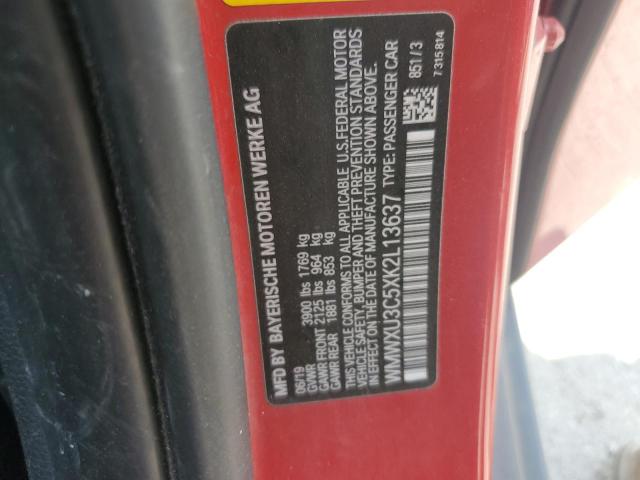 MFD BY BAYERISCHE MOTOREN WERKE AG
06/19
GVWR 3900 lbs 1769 kg
GAWR FRONT 2125 lbs 964 kg
GAWR REAR 1881 lbs 853 kg
THIS VEHICLE CONFORMS TO ALL APPLICABLE U.S.FEDERAL MOTOR
VEHICLE SAFETY, BUMPER AND THEFT PREVENTION STANDARDS
IN EFFECT ON THE DATE OF MANUFACTURE SHOWN ABOVE.
WMWXU3C5XK2L13637 TYPE: PASSENGER CAR
851/3
7 315 814